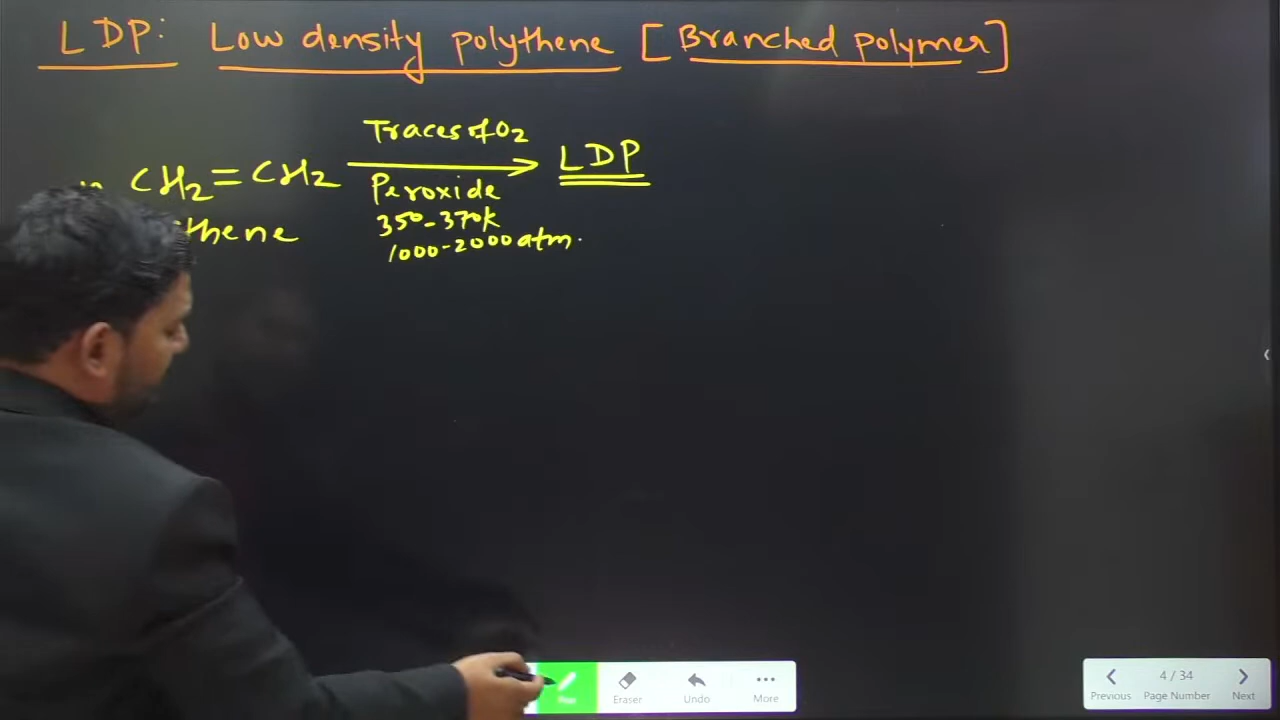 LDP: Low density polythene [Branched polymer]
Traces of O2
CH2=CH2 LDP
Peroxide
350-370k
thene
1000-2000 atm.
Pen Eraser Undo More
4/34
Previous Page Number Next